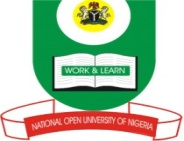 WORK & LEARN
NATIONAL OPEN UNIVERSITY OF NIGERIA